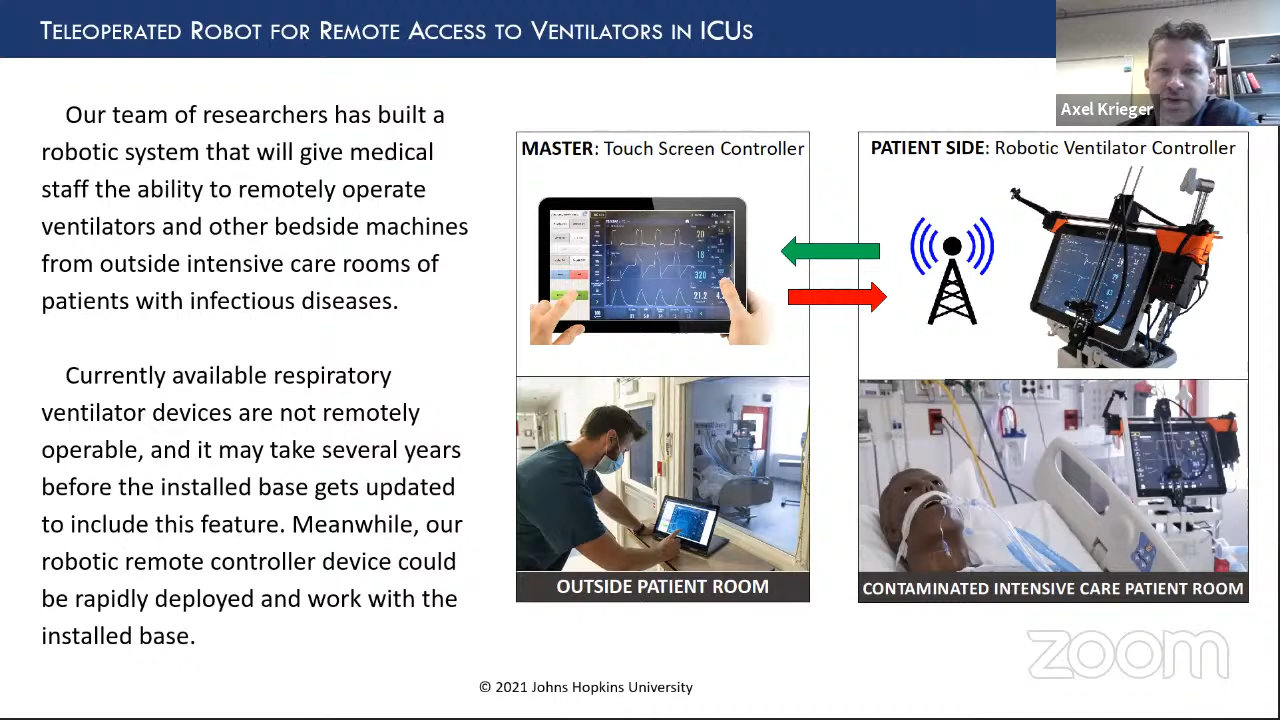 TELEOPERATED ROBOT FOR REMOTE ACCESS TO VENTILATORS IN ICUS
Axel Krieger
Our team of researchers has built a
robotic system that will give medical
staff the ability to remotely operate
ventilators and other bedside machines
from outside intensive care rooms of
patients with infectious diseases.
Currently available respiratory
ventilator devices are not remotely
operable, and it may take several years
before the installed base gets updated
to include this feature. Meanwhile, our
robotic remote controller device could
be rapidly deployed and work with the
installed base.
MASTER: Touch Screen Controller
20
18
320
21.2
OUTSIDE PATIENT ROOM
PATIENT SIDE: Robotic Ventilator Controller
CONTAMINATED INTENSIVE CARE PATIENT ROOM
zoom
© 2021 Johns Hopkins University